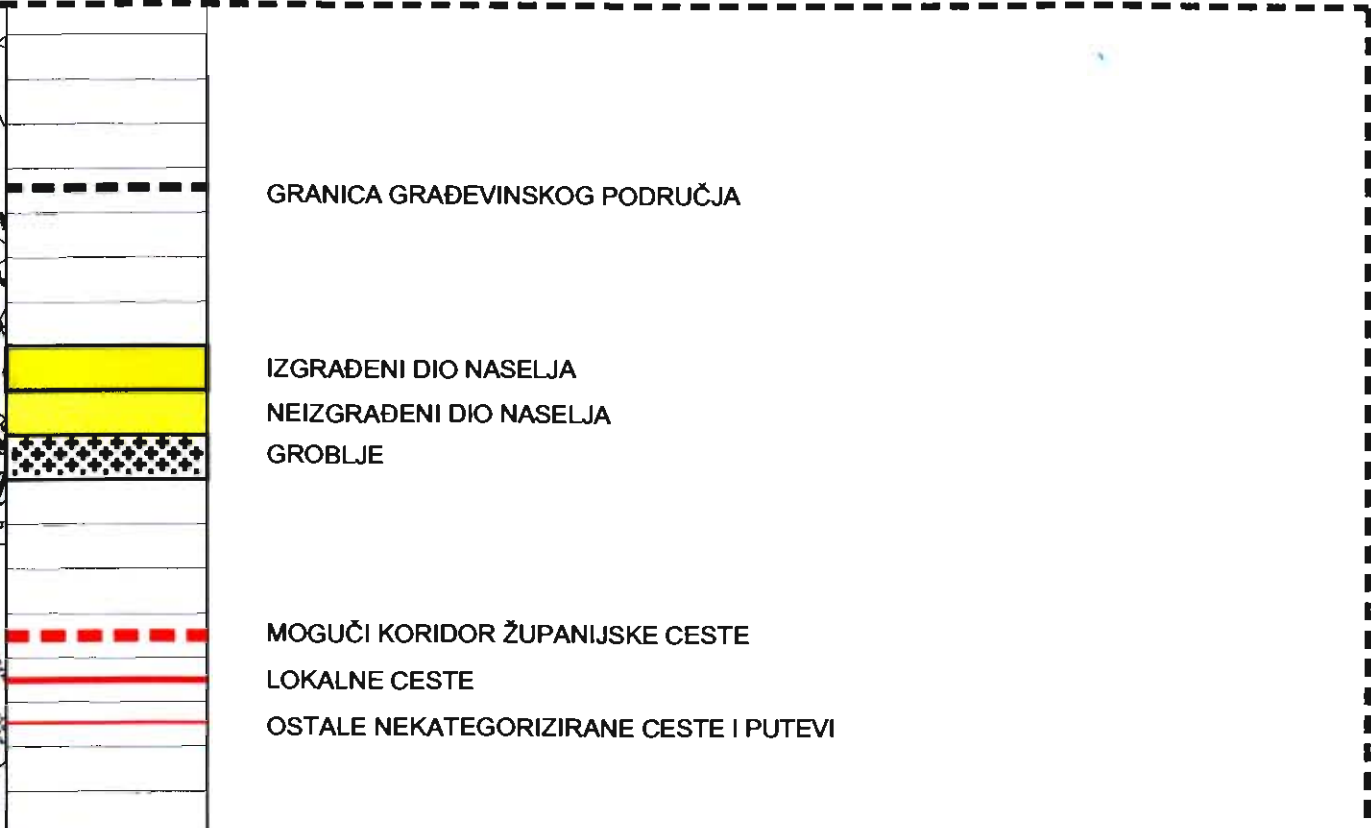 GRANICA GRAĐEVINSKOG PODRUČJA
IZGRAĐENI DIO NASELJA
NEIZGRAĐENI DIO NASELJA
GROBLJE
MOGUČI KORIDOR ŽUPANIJSKE CESTE
LOKALNE CESTE
OSTALE NEKATEGORIZIRANE CESTE I PUTEVI